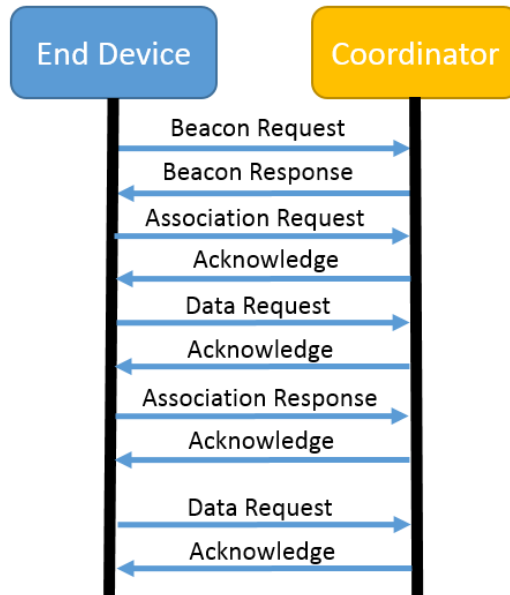 End Device
Coordinator
Beacon Request
Beacon Response
Association Request
Acknowledge
Data Request
Acknowledge
Association Response
Acknowledge
Data Request
Acknowledge